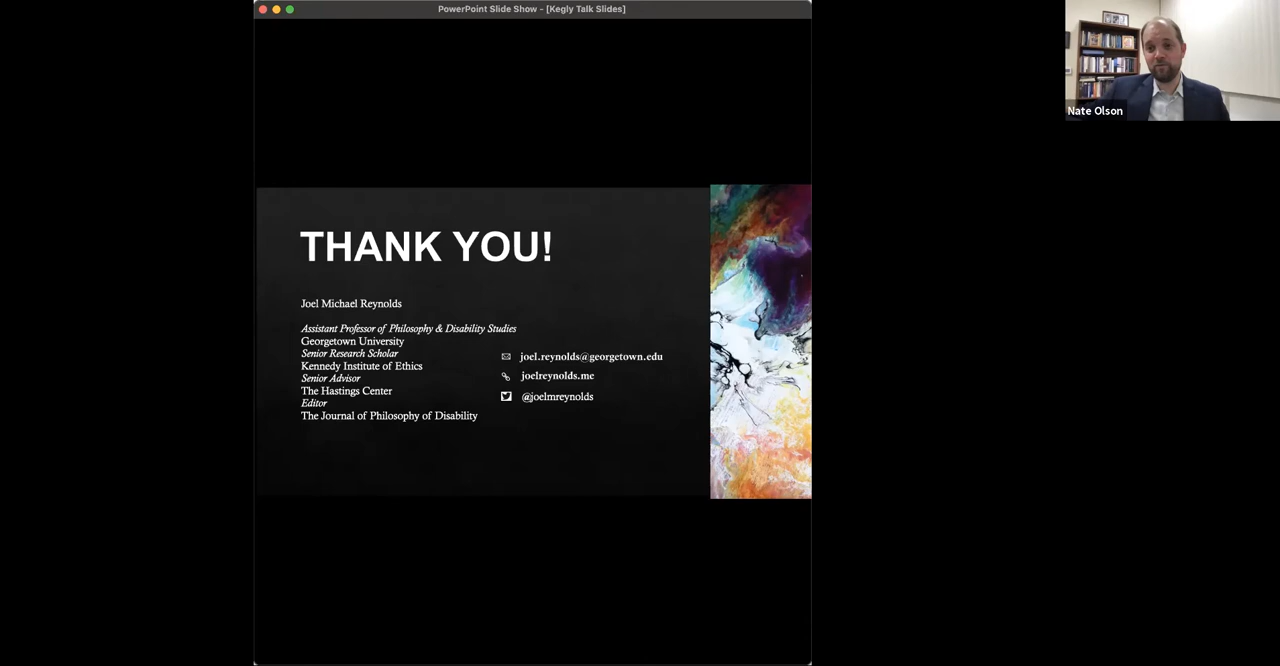 PowerPoint Slide Show - [Kegly Talk Slides]
Nate Olson
THANK YOU!
Joel Michael Reynolds
Assistant Professor of Philosophy & Disability Studies
Georgetown University
Senior Research Scholar
Kennedy Institute of Ethics
Senior Advisor
The Hastings Center
Editor
The Journal of Philosophy of Disability
joel.reynolds@georgetown.edu
joelreynolds.me
@joelmreynolds